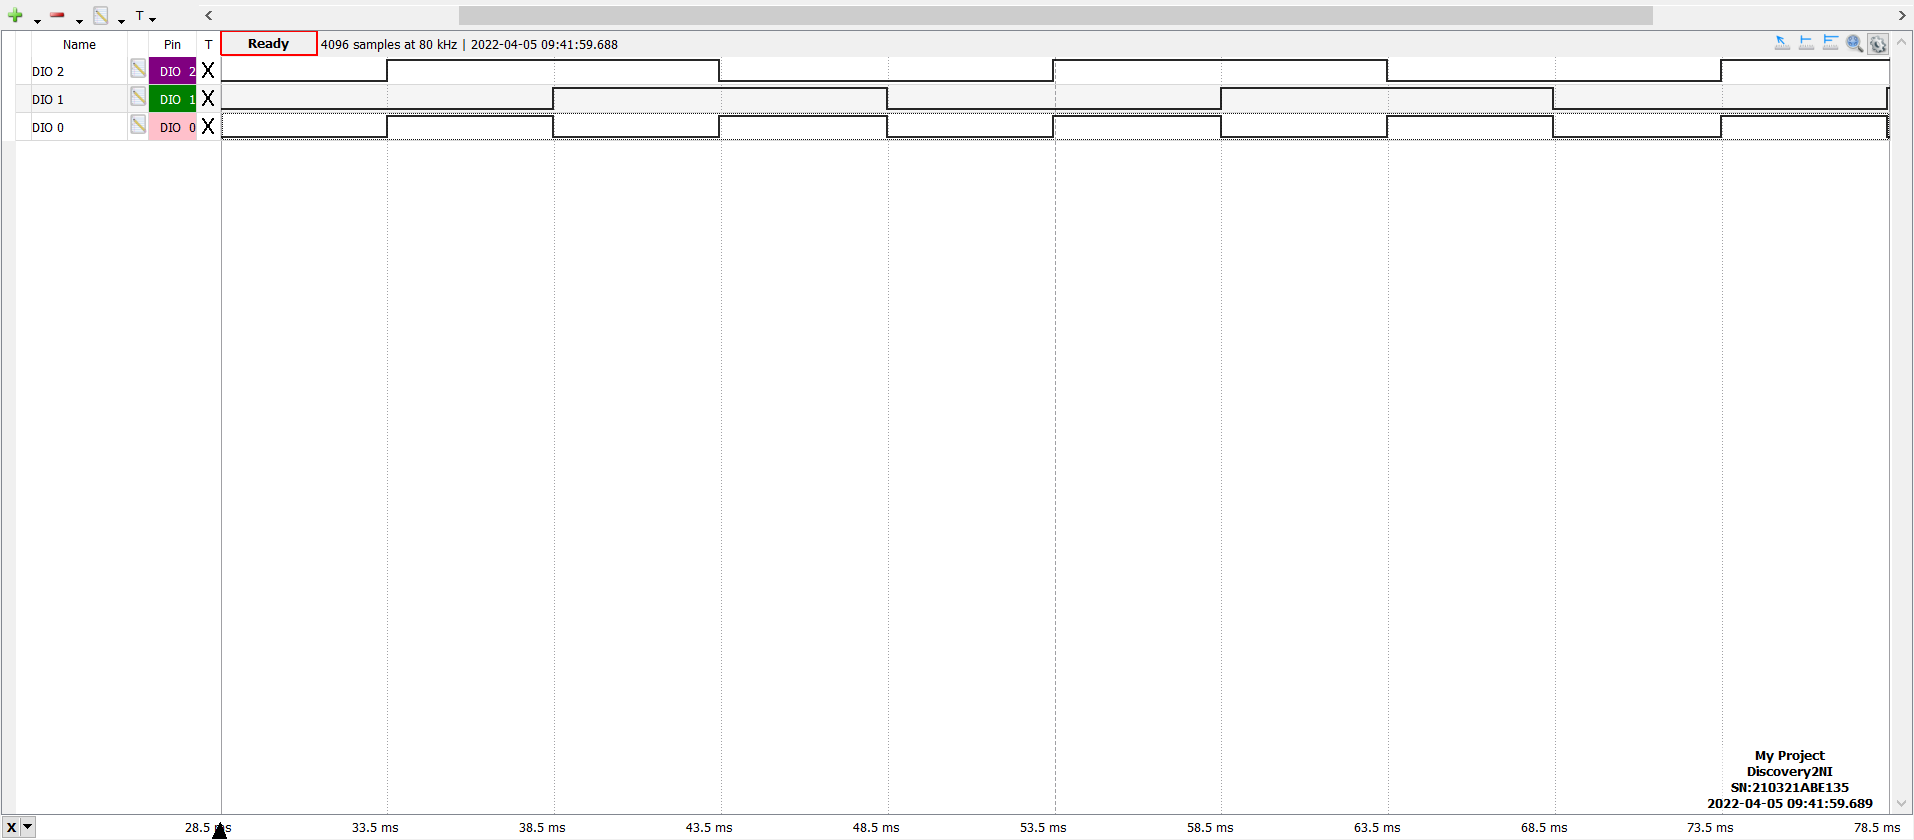 T
Name Pin T Ready 4096 samples at 80 kHz | 2022-04-05 09:41:59.688
DIO 2 DIO 2 X
DIO 1 DIO 1 X
DIO 0 DIO 0 X
My Project
Discovery2NI
SN:210321ABE135
2022-04-05 09:41:59.689
X 28.5 ms 33.5 ms 38.5 ms 43.5 ms 48.5 ms 53.5 ms 58.5 ms 63.5 ms 68.5 ms 73.5 ms 78.5 ms